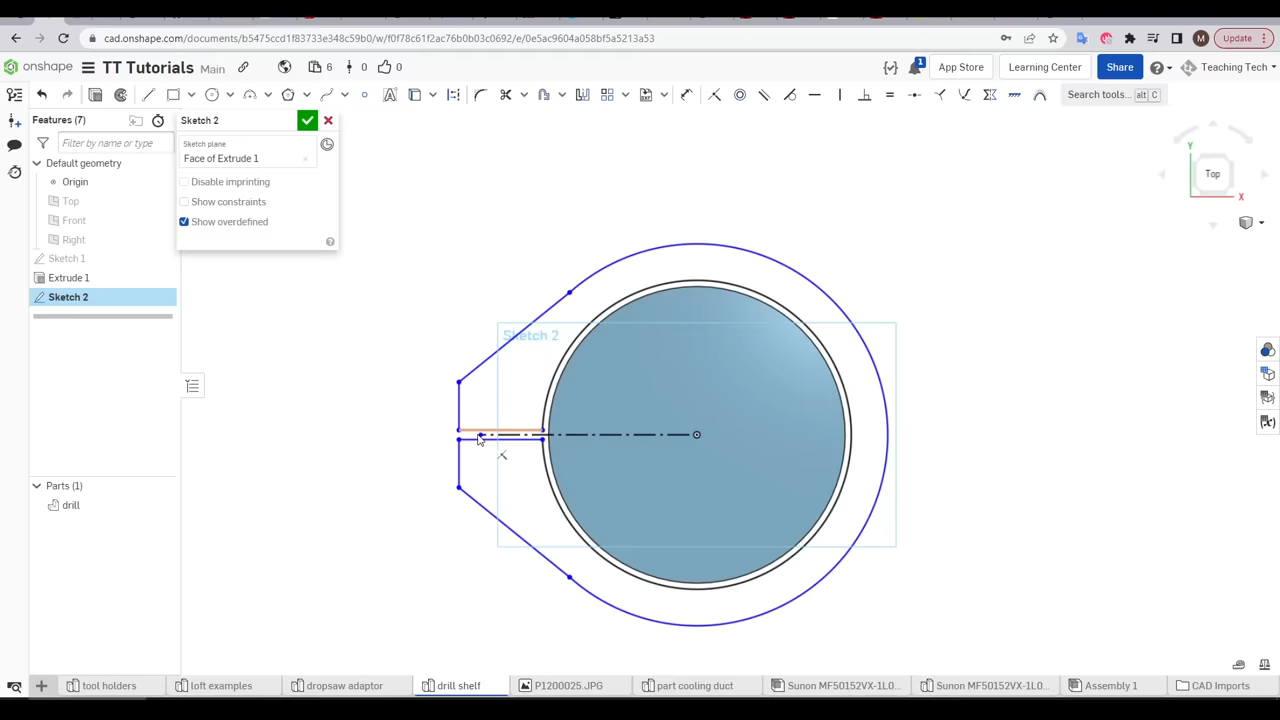 cad.onshape.com/documents/b5475ccd1f83733e348c59b0/w/f0f78c61f2ac76b0b03c0692/e/0e5ac9604a058bf5a5213a53
M
Update
onshape
TT Tutorials
Main
6
0
0
1
App Store
Learning Center
Share
Teaching Tech
Search tools...
alt
C
Features (7)
Filter by name or type
Default geometry
Origin
Top
Front
Right
Sketch 1
Extrude 1
Sketch 2
Sketch 2
Sketch plane
Face of Extrude 1
Disable imprinting
Show constraints
Show overdefined
Sketch 2
Y
Top
X
Parts (1)
drill
tool holders
loft examples
dropsaw adaptor
drill shelf
P1200025.JPG
part cooling duct
Sunon MF50152VX-1L0...
Sunon MF50152VX-1L0...
Assembly 1
CAD Imports